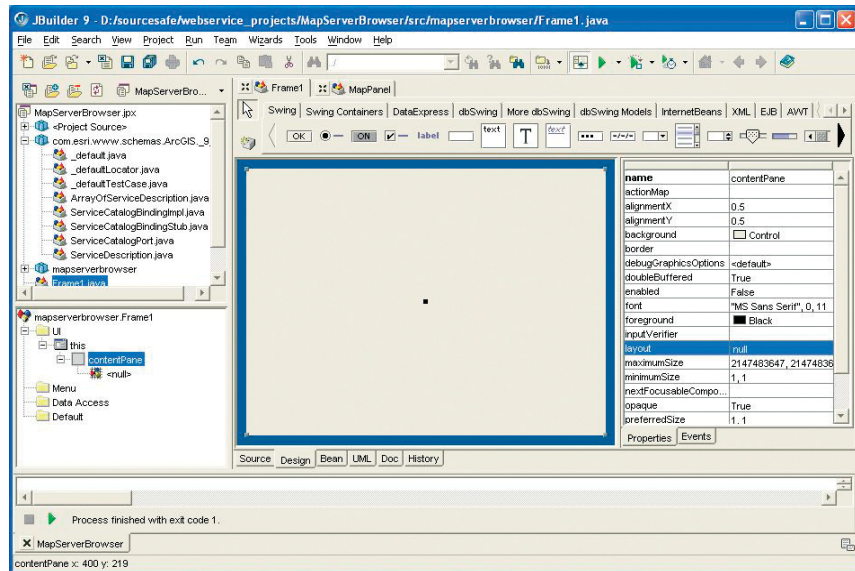 JBuilder 9 - D:/sourcesafe/webservice_projects/MapServerBrowser/src/mapserverbrowser/Frame1.java
File Edit Search View Project Run Team Wizards Tools Window Help
MapServerBro...
Frame1
MapPanel
MapServerBrowser.jpx
<Project Source>
com.esri.www.schemas.ArcGIS._9
_default.java
_defaultLocator.java
_defaultTestCase.java
ArrayOfServiceDescription.java
ServiceCatalogBindingImpl.java
ServiceCatalogBindingStub.java
ServiceCatalogPort.java
ServiceDescription.java
mapserverbrowser
Frame1.java
Swing Swing Containers DataExpress dbSwing More dbSwing dbSwing Models InternetBeans XML EJB AWT
OK ON label text T text
mapserverbrowser.Frame1
UI
this
contentPane
<null>
Menu
Data Access
Default
name contentPane
actionMap
alignmentX 0.5
alignmentY 0.5
background Control
border
debugGraphicsOptions <default>
doubleBuffered True
enabled False
font "MS Sans Serif", 0, 11
foreground Black
inputVerifier
layout null
maximumSize 2147483647, 21474836
minimumSize 1, 1
nextFocusableCompo...
opaque True
preferredSize 1, 1
Properties Events
Source Design Bean UML Doc History
Process finished with exit code 1.
MapServerBrowser
contentPane x: 400 y: 219